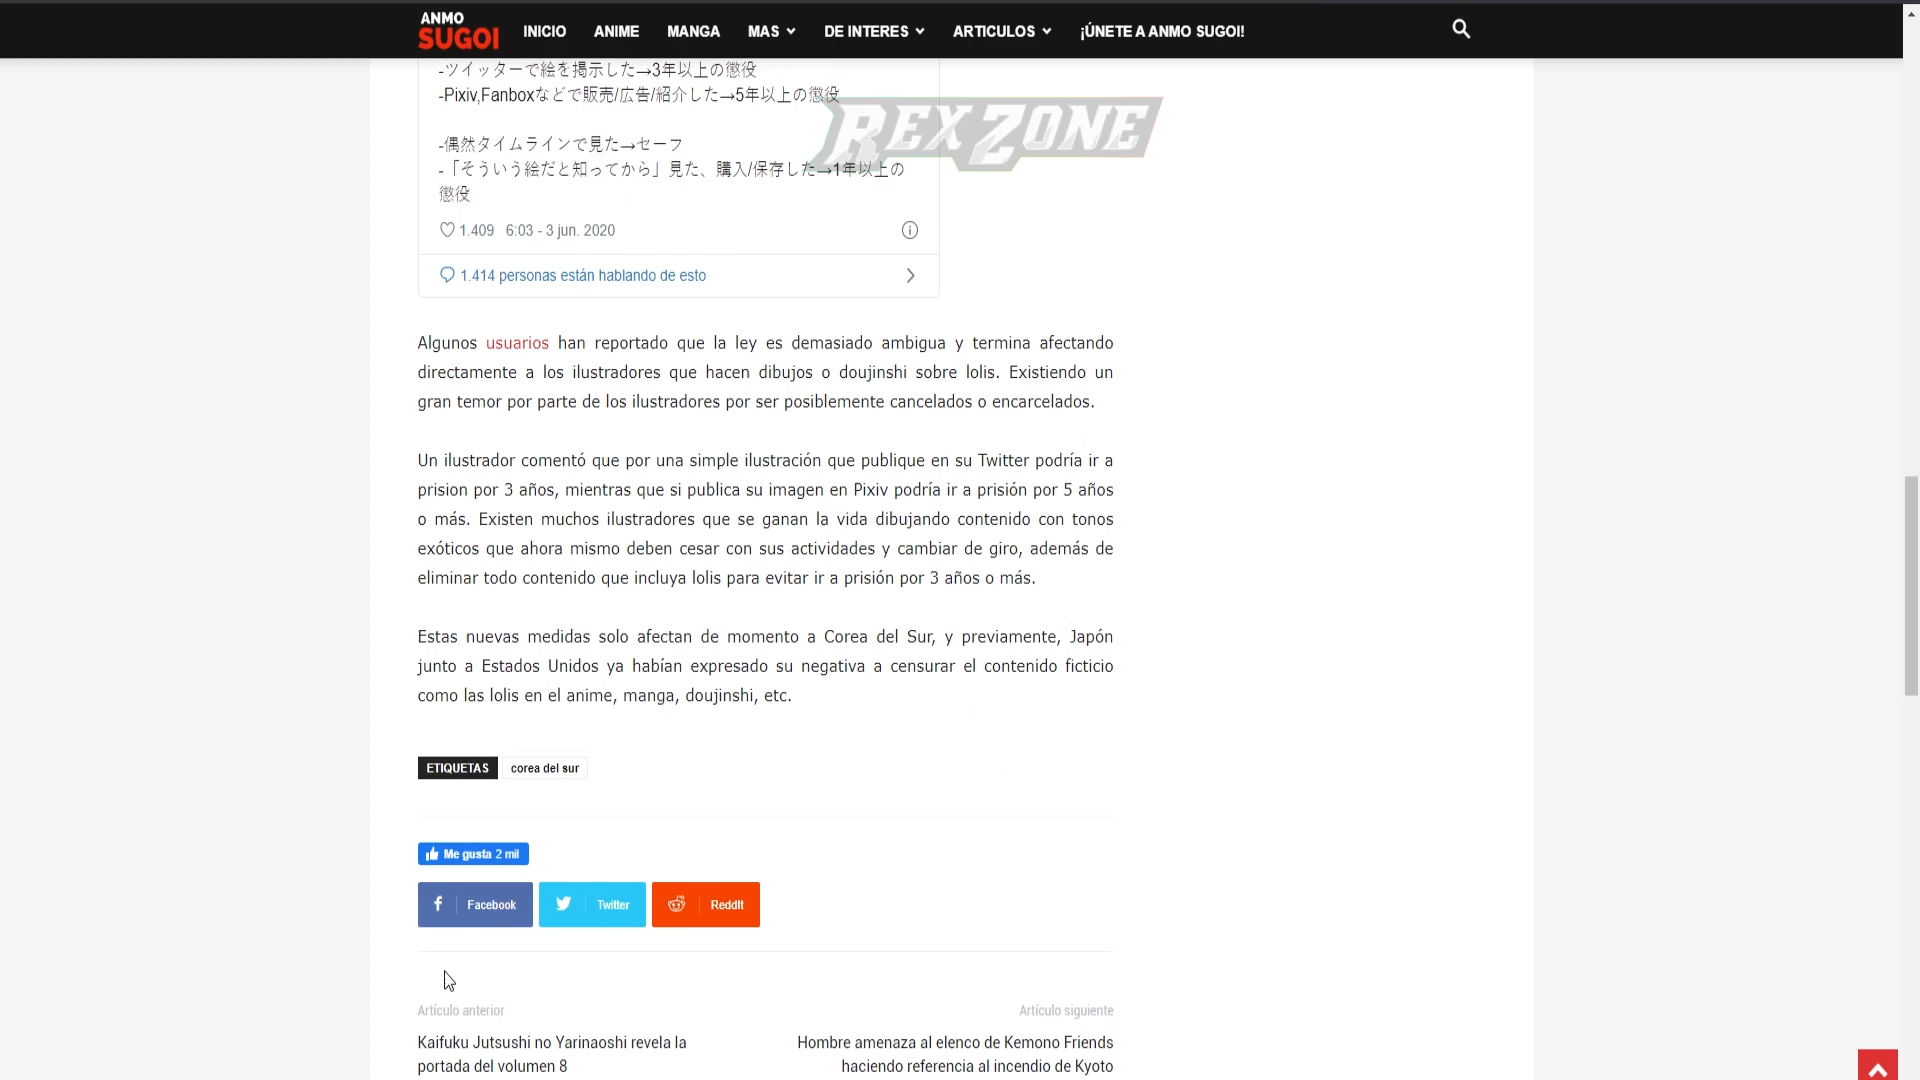 ANMO
SUGOI
INICIO ANIME MANGA MAS DE INTERES ARTICULOS ¡ÚNETE A ANMO SUGOI!
-ツイッターで絵を掲示した→3年以上の懲役
-Pixiv,Fanboxなどで販売/広告/紹介した→5年以上の懲役
REXZONE
-偶然タイムラインで見た→セーフ
-「そういう絵だと知ってから」見た、購入/保存した→1年以上の
懲役
1.409 6:03 - 3 jun. 2020
1.414 personas están hablando de esto
Algunos usuarios han reportado que la ley es demasiado ambigua y termina afectando
directamente a los ilustradores que hacen dibujos o doujinshi sobre lolis. Existiendo un
gran temor por parte de los ilustradores por ser posiblemente cancelados o encarcelados.
Un ilustrador comentó que por una simple ilustración que publique en su Twitter podría ir a
prision por 3 años, mientras que si publica su imagen en Pixiv podría ir a prisión por 5 años
o más. Existen muchos ilustradores que se ganan la vida dibujando contenido con tonos
exóticos que ahora mismo deben cesar con sus actividades y cambiar de giro, además de
eliminar todo contenido que incluya lolis para evitar ir a prisión por 3 años o más.
Estas nuevas medidas solo afectan de momento a Corea del Sur, y previamente, Japón
junto a Estados Unidos ya habían expresado su negativa a censurar el contenido ficticio
como las lolis en el anime, manga, doujinshi, etc.
ETIQUETAS corea del sur
Me gusta 2 mil
Facebook Twitter ReddIt
Artículo anterior Artículo siguiente
Kaifuku Jutsushi no Yarinaoshi revela la Hombre amenaza al elenco de Kemono Friends
portada del volumen 8 haciendo referencia al incendio de Kyoto